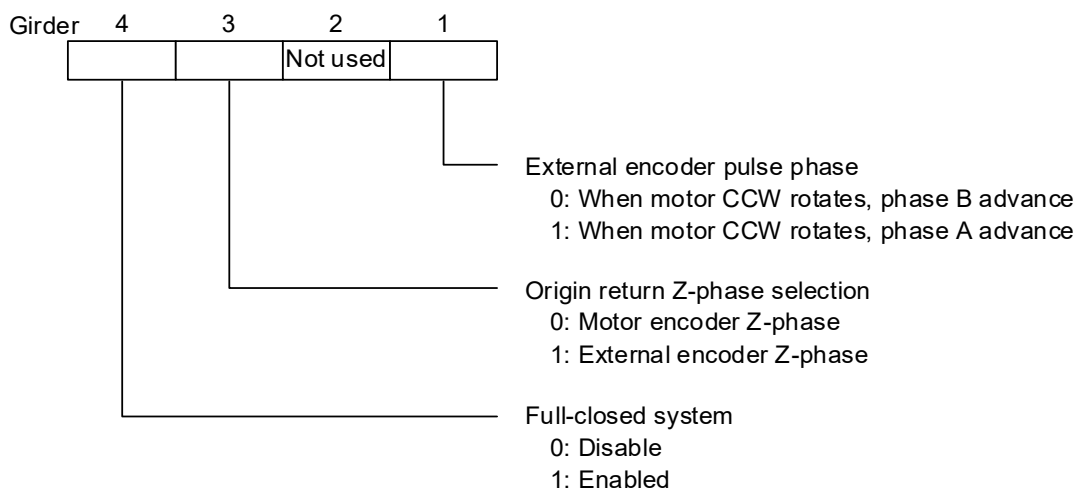 Girder 4 3 2 1
Not used
External encoder pulse phase
0: When motor CCW rotates, phase B advance
1: When motor CCW rotates, phase A advance
Origin return Z-phase selection
0: Motor encoder Z-phase
1: External encoder Z-phase
Full-closed system
0: Disable
1: Enabled